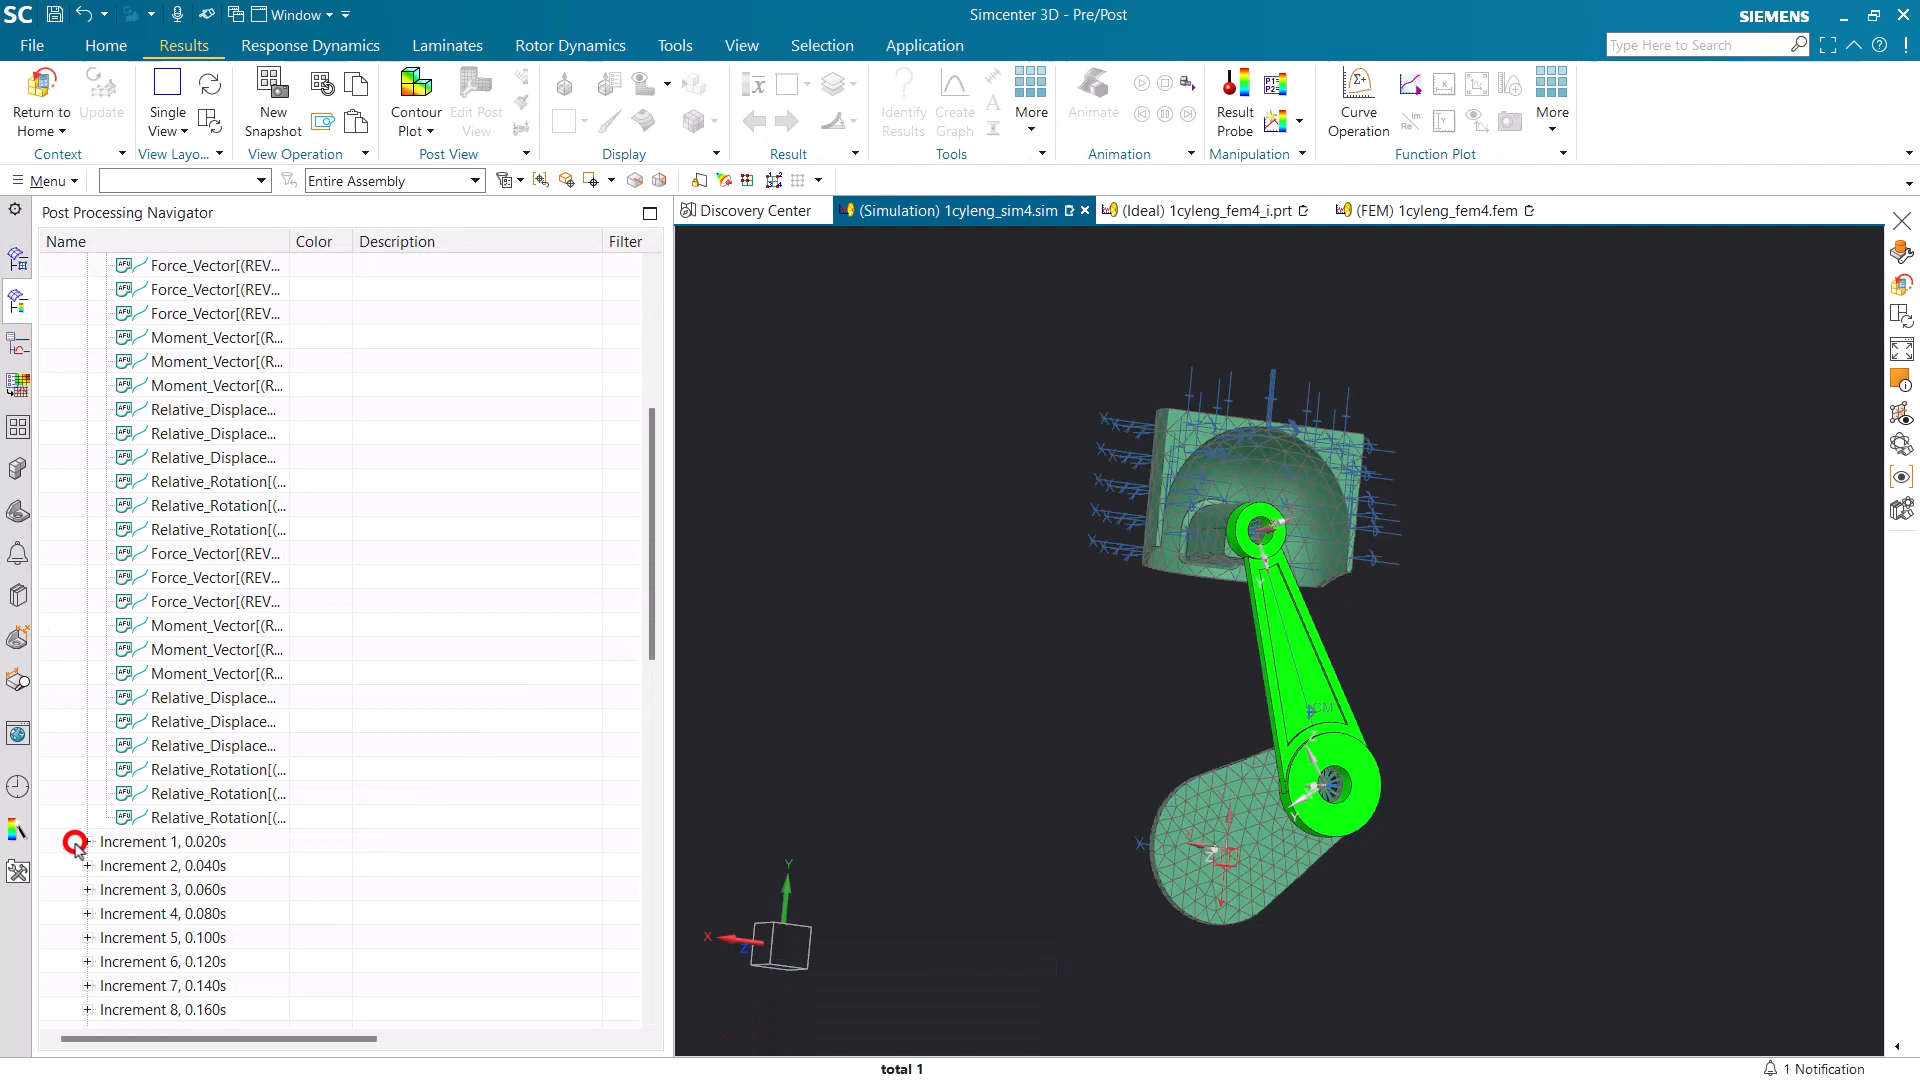 SC Window Simcenter 3D - Pre/Post SIEMENS
File Home Results Response Dynamics Laminates Rotor Dynamics Tools View Selection Application Type Here to Search
Return to Home Update Single View New Snapshot Contour Plot Edit Post View Identify Results Create Graph More Animate Result Probe Curve Operation More
Context View Layo... View Operation Post View Display Result Tools Animation Manipulation Function Plot
Menu Entire Assembly
Post Processing Navigator Discovery Center (Simulation) 1cyleng_sim4.sim (Ideal) 1cyleng_fem4_i.prt (FEM) 1cyleng_fem4.fem
Name Color Description Filter
Force_Vector[(REV...
Force_Vector[(REV...
Force_Vector[(REV...
Moment_Vector[(R...
Moment_Vector[(R...
Moment_Vector[(R...
Relative_Displace...
Relative_Displace...
Relative_Displace...
Relative_Rotation[(...
Relative_Rotation[(...
Relative_Rotation[(...
Force_Vector[(REV...
Force_Vector[(REV...
Force_Vector[(REV...
Moment_Vector[(R...
Moment_Vector[(R...
Moment_Vector[(R...
Relative_Displace...
Relative_Displace...
Relative_Displace...
Relative_Rotation[(...
Relative_Rotation[(...
Relative_Rotation[(...
Increment 1, 0.020s
Increment 2, 0.040s
Increment 3, 0.060s
Increment 4, 0.080s
Increment 5, 0.100s
Increment 6, 0.120s
Increment 7, 0.140s
Increment 8, 0.160s
Y
X
Z
total 1
1 Notification